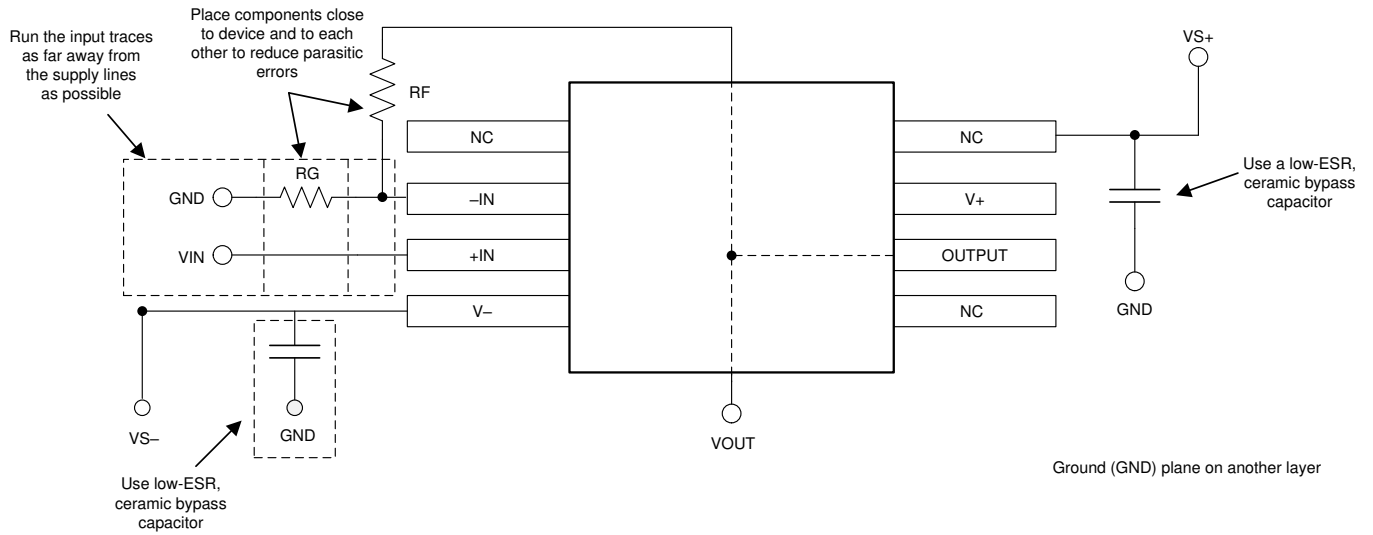 Run the input traces
as far away from
the supply lines
as possible
Place components close
to device and to each
other to reduce parasitic
errors
RF
VS+
NC
NC
Use a low-ESR,
ceramic bypass
capacitor
RG
GND
–IN
V+
VIN
+IN
OUTPUT
V–
NC
GND
VS–
GND
VOUT
Use low-ESR,
ceramic bypass
capacitor
Ground (GND) plane on another layer